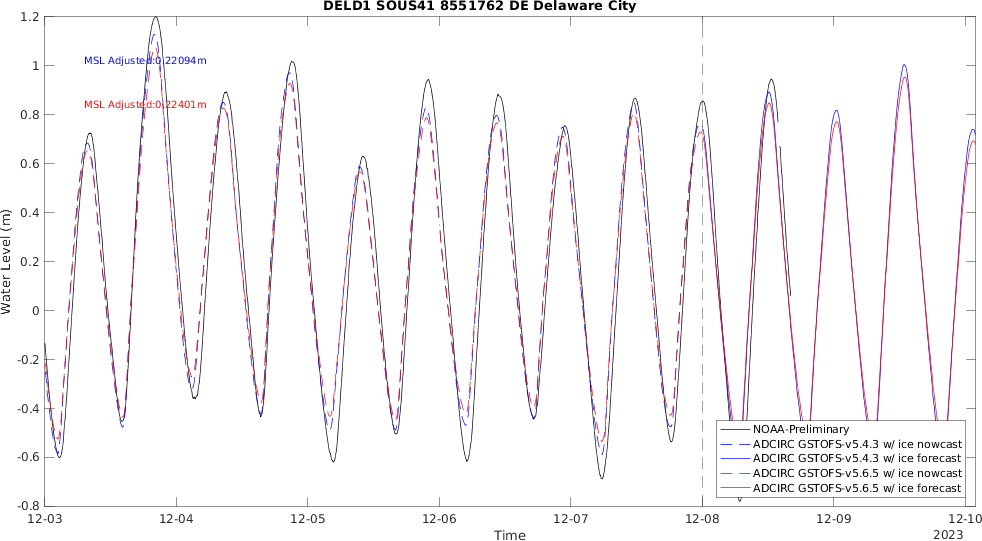 DELD1 SOUS41 8551762 DE Delaware City
1.2
1
0.8
0.6
0.4
0.2
0
-0.2
-0.4
-0.6
-0.8
Water Level (m)
MSL Adjusted:0.22094m
MSL Adjusted:0.22401m
NOAA-Preliminary
ADCIRC GSTOFS-v5.4.3 w/ ice nowcast
ADCIRC GSTOFS-v5.4.3 w/ ice forecast
ADCIRC GSTOFS-v5.6.5 w/ ice nowcast
ADCIRC GSTOFS-v5.6.5 w/ ice forecast
12-03 12-04 12-05 12-06 12-07 12-08 12-09 12-10
Time
2023